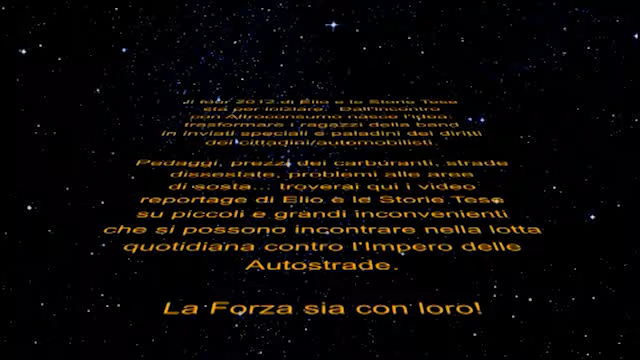 Il tour 2012 di Elio e le Storie Tese
sta per iniziare. Dall'incontro
con Altroconsumo nasce l'idea:
trasformare i ragazzi della band
in inviati speciali e paladini dei diritti
dei cittadini/automobilisti.
Pedaggi, prezzi dei carburanti, strade
dissestate, problemi alle aree
di sosta... troverai qui i video
reportage di Elio e le Storie Tese
su piccoli e grandi inconvenienti
che si possono incontrare nella lotta
quotidiana contro l'Impero delle
Autostrade.
La Forza sia con loro!